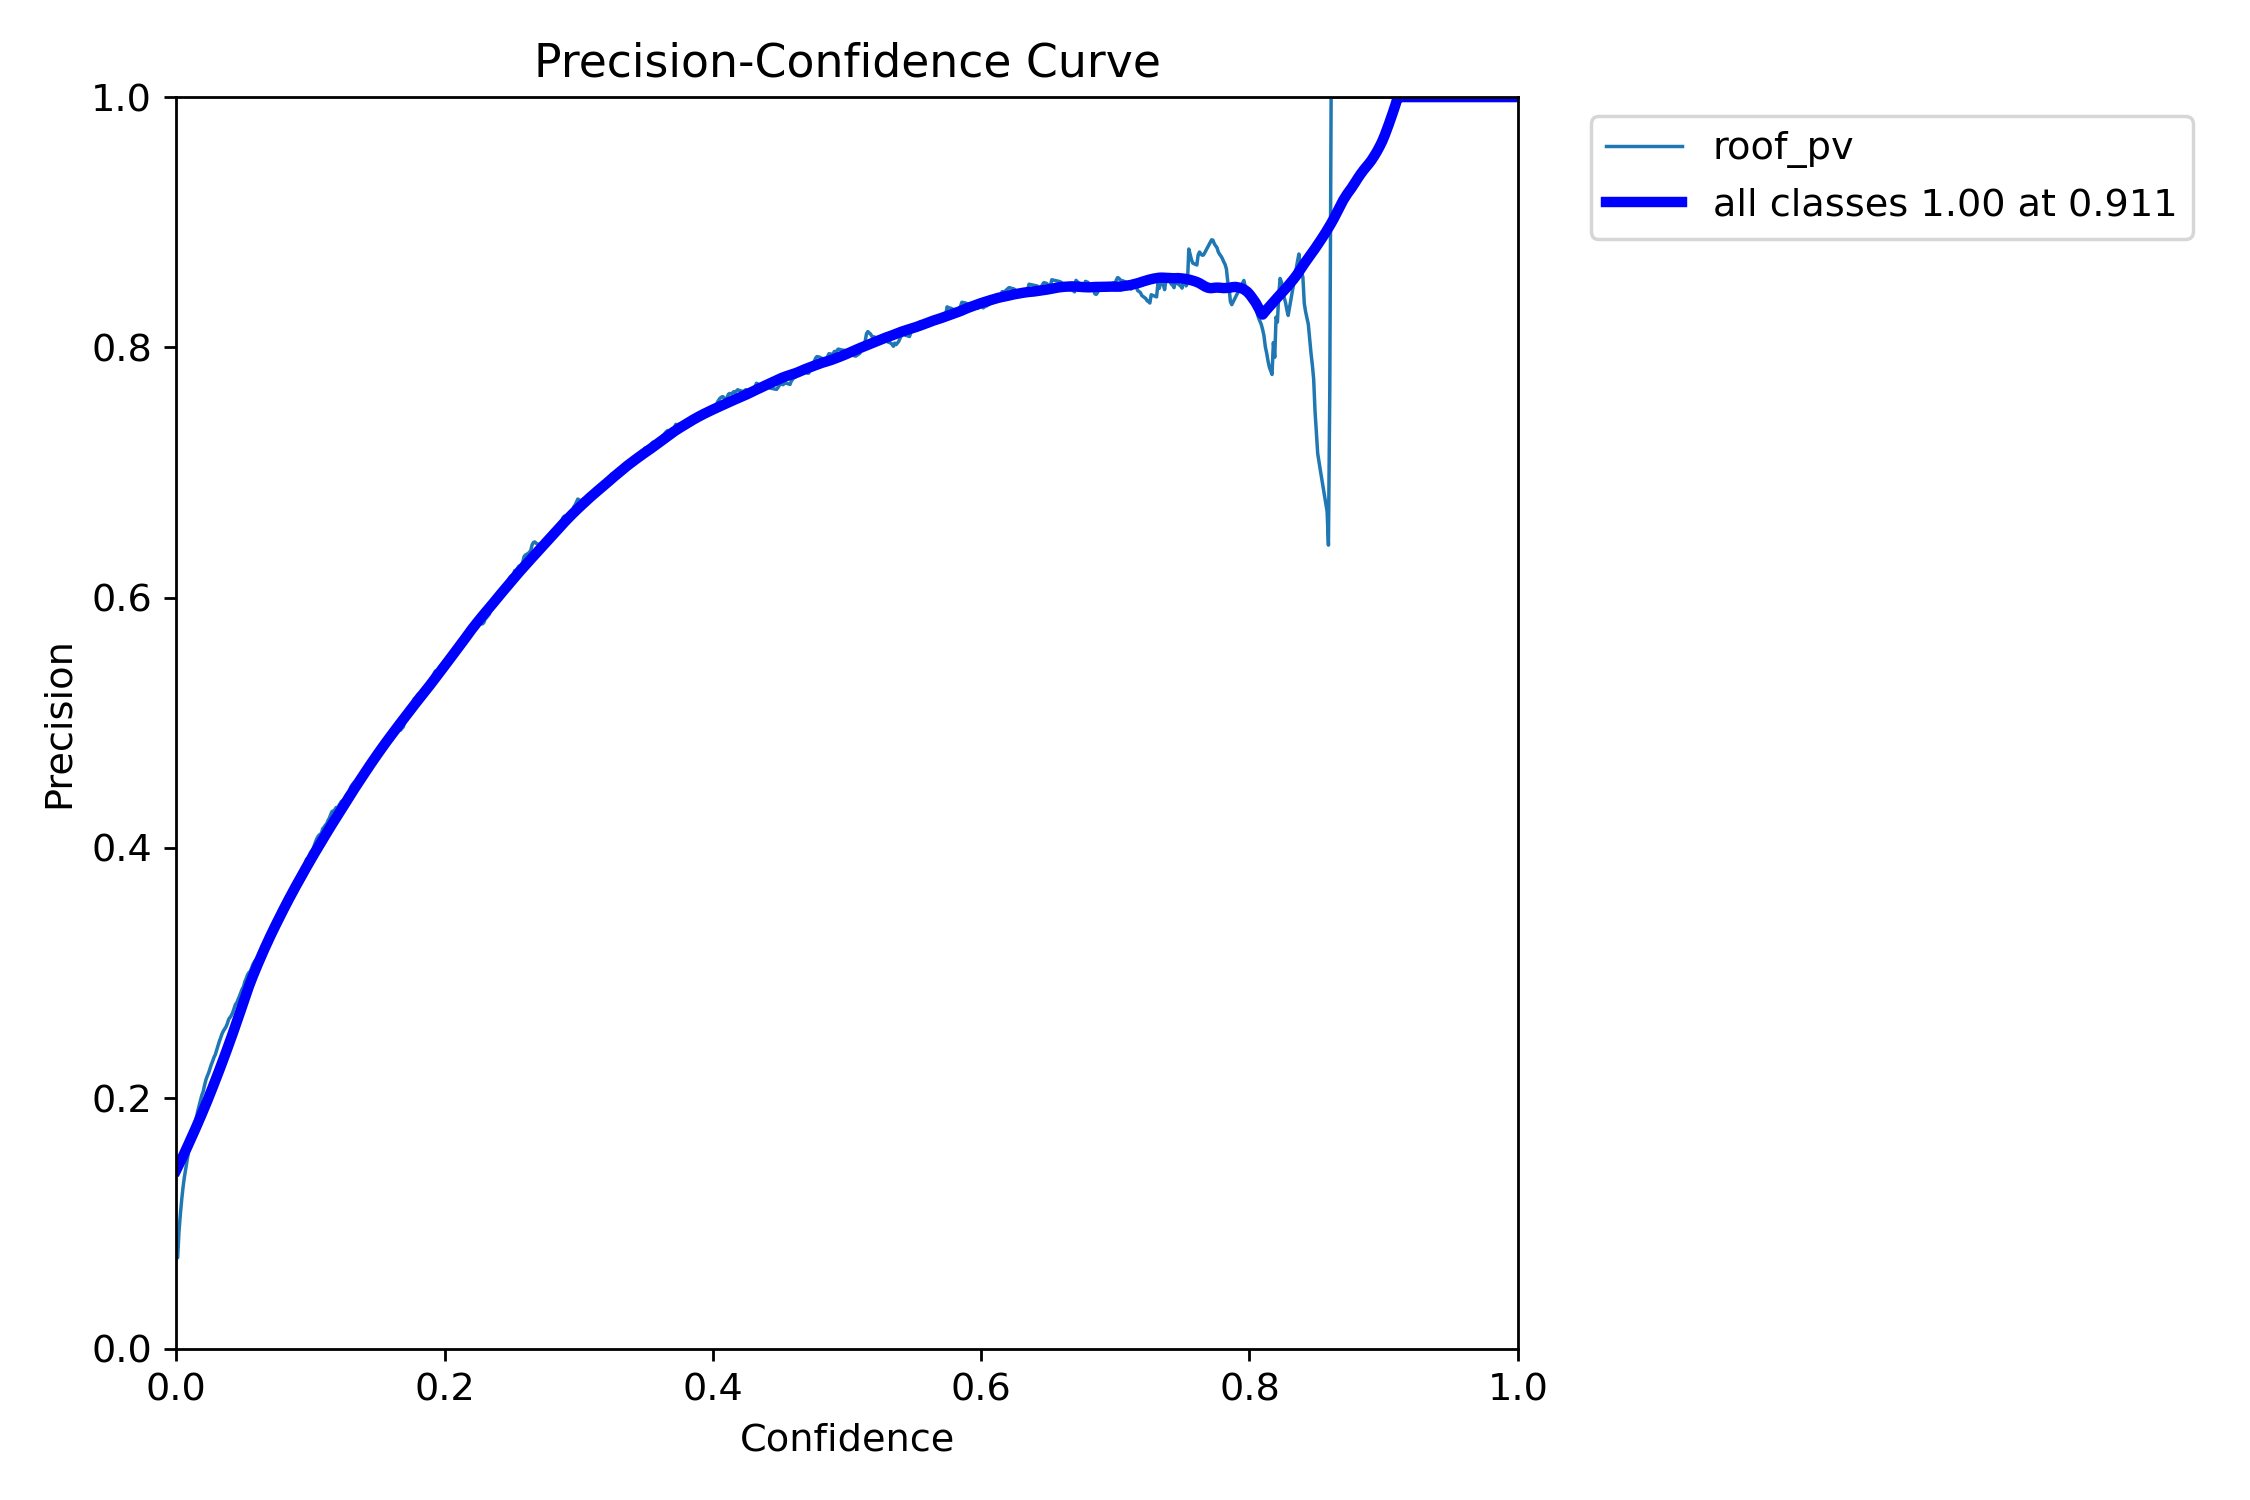 Precision-Confidence Curve
1.0
0.8
0.6
0.4
0.2
0.0
Precision
0.0 0.2 0.4 0.6 0.8 1.0
Confidence
roof_pv
all classes 1.00 at 0.911